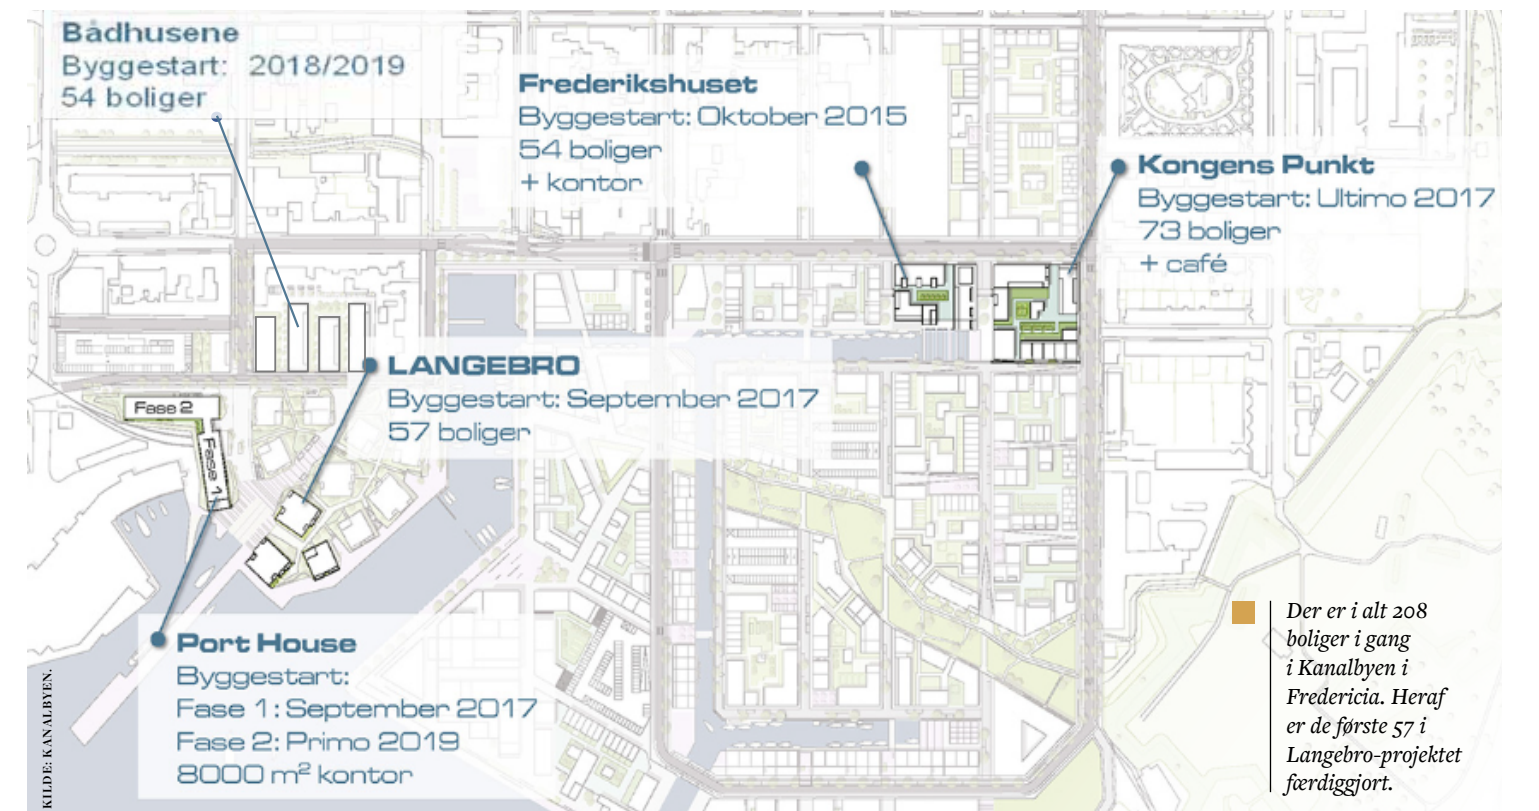 Bådhusene
Byggestart: 2018/2019
54 boliger
Frederikshuset
Byggestart: Oktober 2015
54 boliger
+ kontor
Kongens Punkt
Byggestart: Ultimo 2017
73 boliger
+ café
LANGEBRO
Byggestart: September 2017
57 boliger
Fase 2
Fase 1
Port House
Byggestart:
Fase 1: September 2017
Fase 2: Primo 2019
8000 m² kontor
Der er i alt 208
boliger i gang
i Kanalbyen i
Fredericia. Heraf
er de første 57 i
Langebro-projektet
færdiggjort.
KILDE: KANALBYEN.